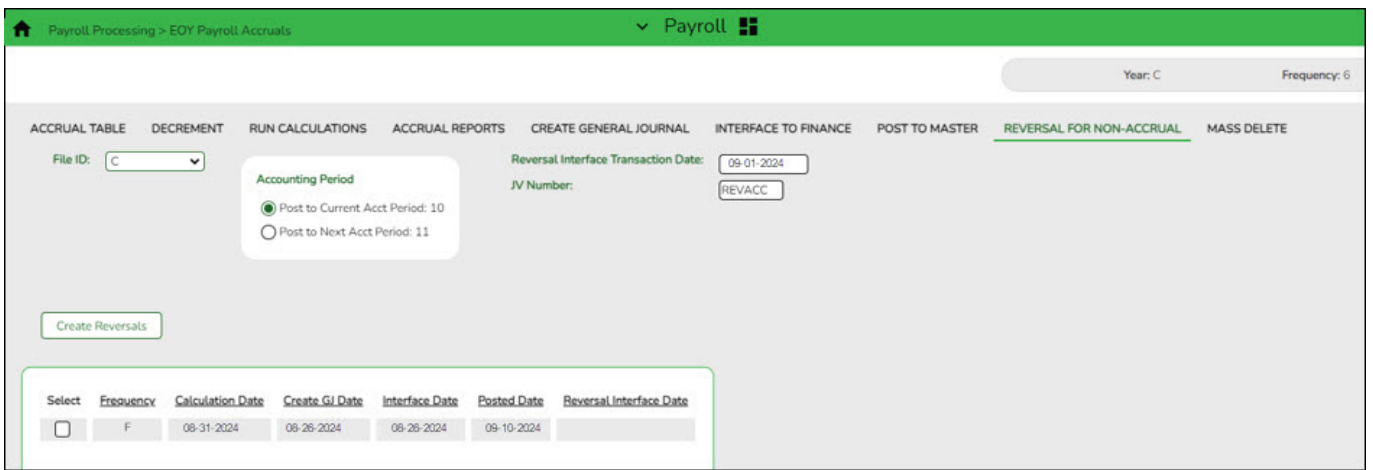 Payroll Processing > EOY Payroll Accruals
Payroll
Year: C Frequency: 6
ACCRUAL TABLE DECREMENT RUN CALCULATIONS ACCRUAL REPORTS CREATE GENERAL JOURNAL INTERFACE TO FINANCE POST TO MASTER REVERSAL FOR NON-ACCRUAL MASS DELETE
File ID: C
Accounting Period
Post to Current Acct Period: 10
Post to Next Acct Period: 11
Reversal Interface Transaction Date: 09-01-2024
JV Number: REVACC
Create Reversals
Select Frequency Calculation Date Create GJ Date Interface Date Posted Date Reversal Interface Date
F 08-31-2024 08-26-2024 08-26-2024 09-10-2024